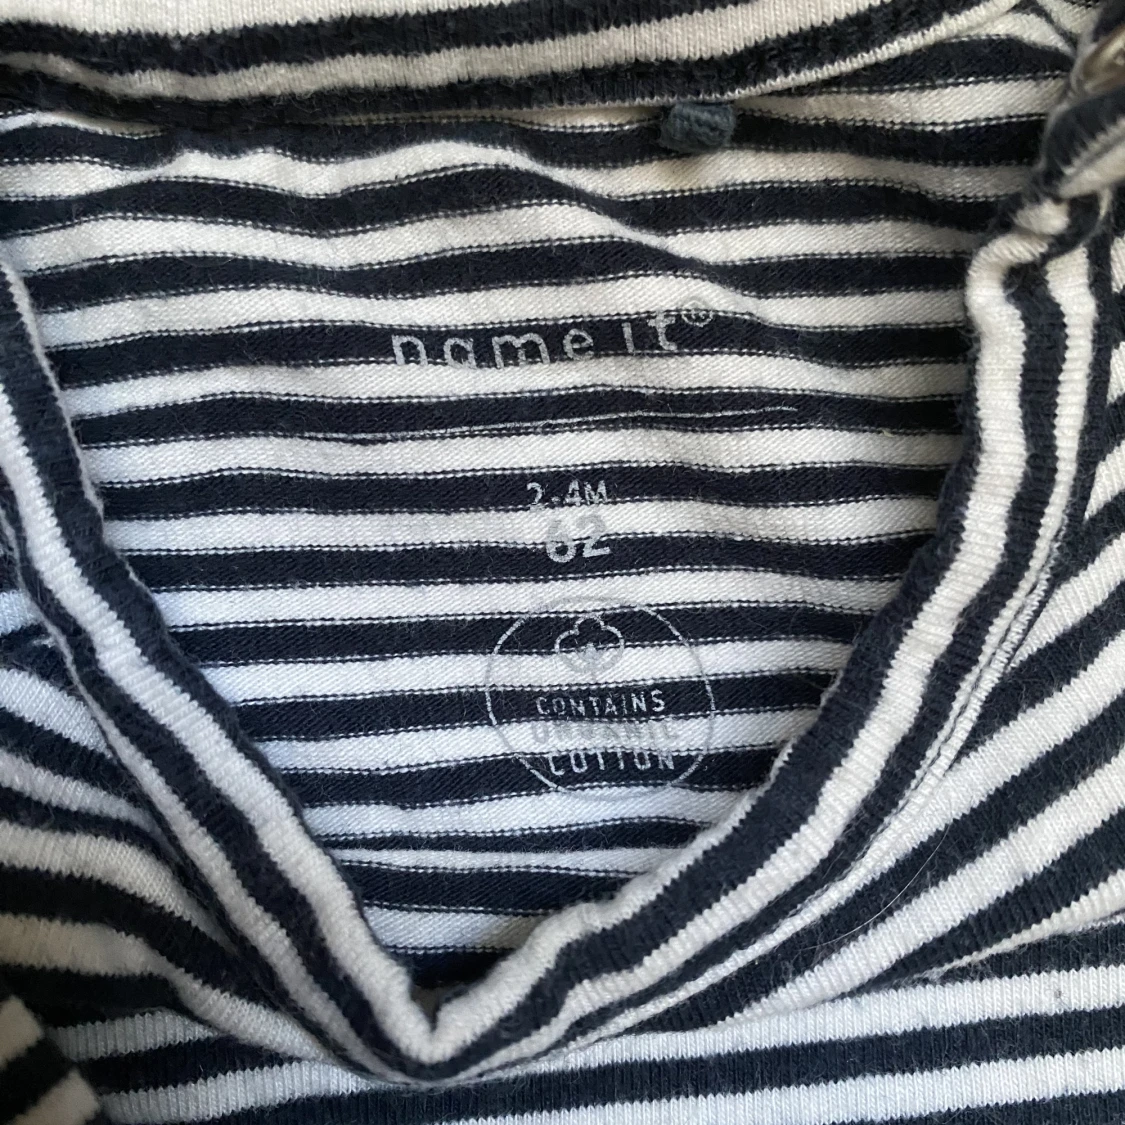 name it®
2-4M
62
CONTAINS
ORGANIC
COTTON